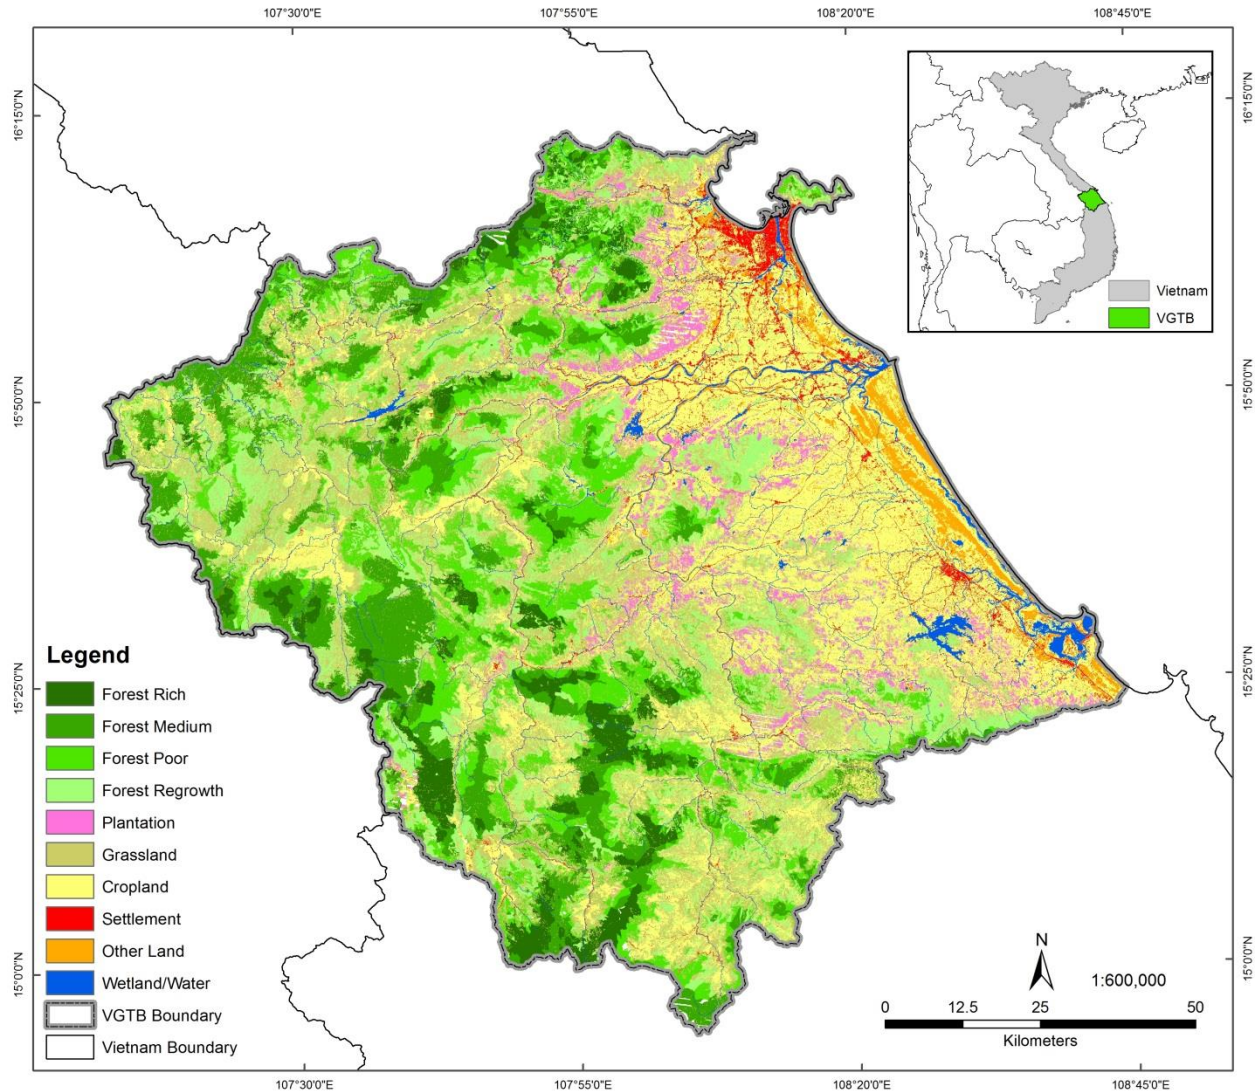 107°30'0"E
107°55'0"E
108°20'0"E
108°45'0"E
16°15'0"N
16°15'0"N
Vietnam
VGTB
15°50'0"N
15°50'0"N
15°25'0"N
15°25'0"N
Legend
Forest Rich
Forest Medium
Forest Poor
Forest Regrowth
Plantation
Grassland
Cropland
Settlement
Other Land
Wetland/Water
VGTB Boundary
Vietnam Boundary
15°0'0"N
15°0'0"N
N
1:600,000
0 12.5 25 50
Kilometers
107°30'0"E
107°55'0"E
108°20'0"E
108°45'0"E